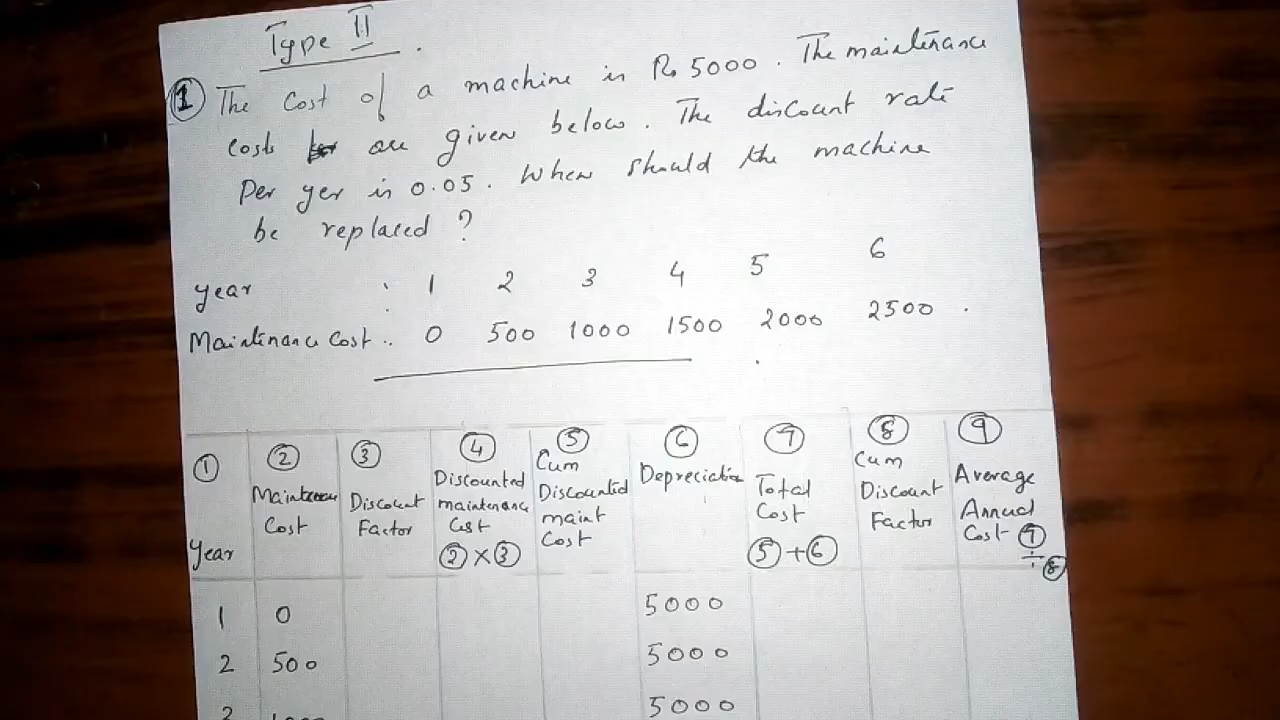 Type II .
① The cost of a machine is Rs 5000 . The maintenance
costs are given below . The discount rate
Per yer is 0.05 . When should the machine
be replaced ?
year : 1 2 3 4 5 6
Maintenance Cost : 0 500 1000 1500 2000 2500 .
① ② ③ ④ ⑤ ⑥ ⑦ ⑧ ⑨
Year
Maintenance Cost
Discount Factor
Discounted maintenance Cost ② × ③
Cum Discounted maint Cost
Depreciation
Total Cost ⑤ + ⑥
Cum Discount Factor
Average Annual Cost ⑦ ÷ ⑧
1 0 5000
2 500 5000
3 5000